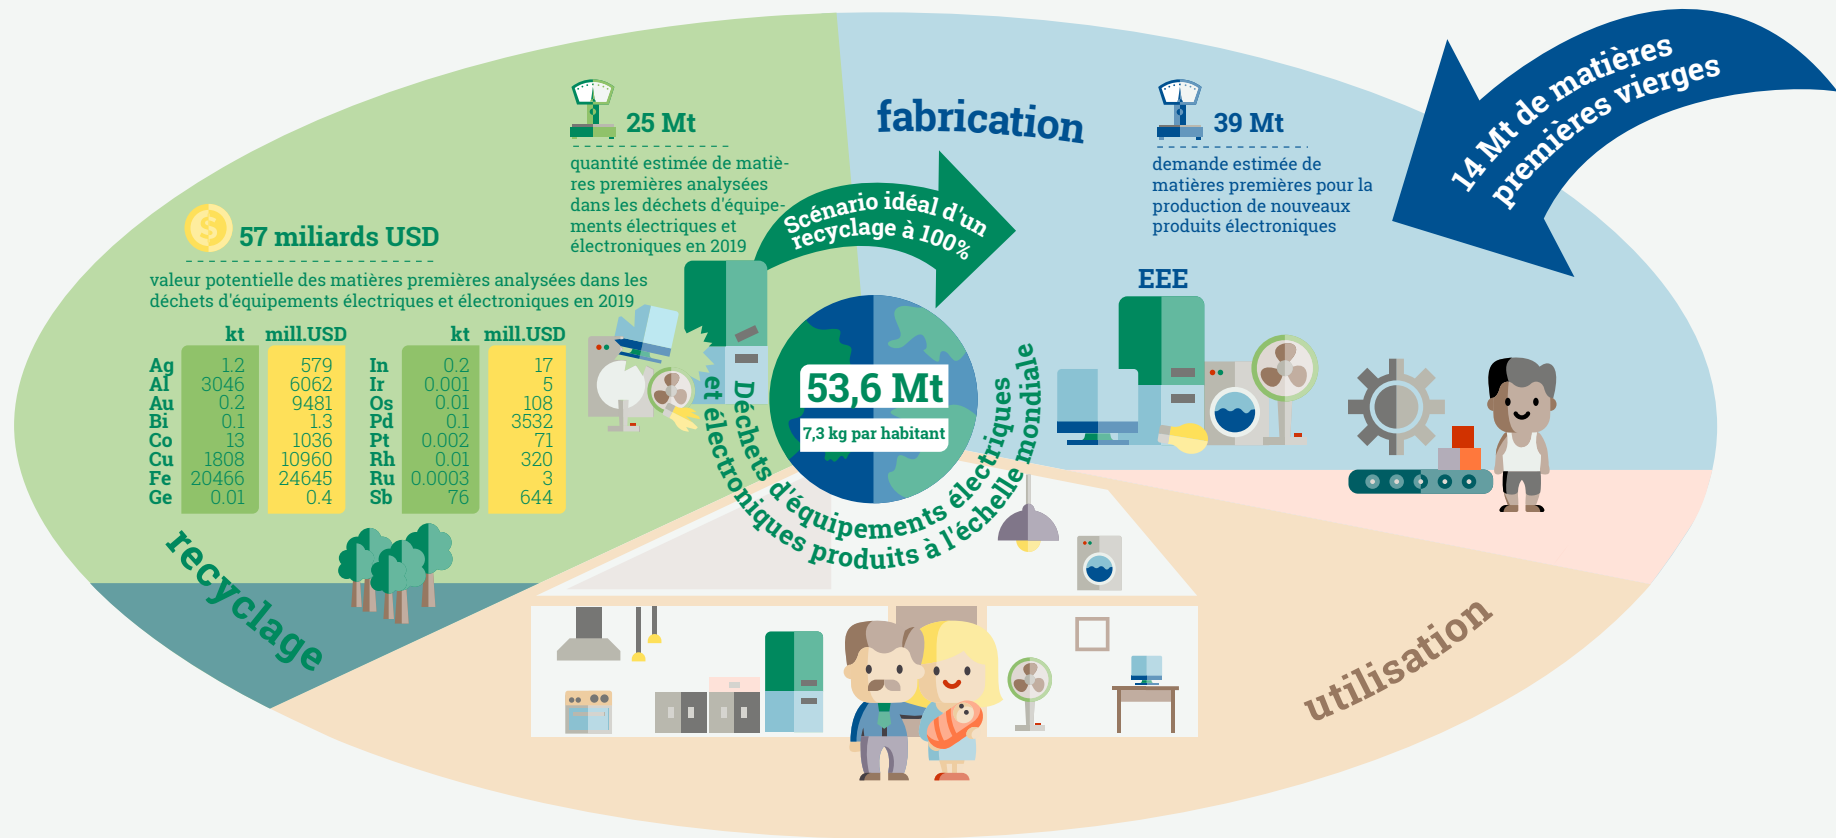 25 Mt
quantité estimée de matiè-
res premières analysées
dans les déchets d'équipe-
ments électriques et
électroniques en 2019
fabrication
39 Mt
demande estimée de
matières premières pour la
production de nouveaux
produits électroniques
14 Mt de matières
premières vierges
57 miliards USD
valeur potentielle des matières premières analysées dans les
déchets d'équipements électriques et électroniques en 2019
Scénario idéal d'un
recyclage à 100%
EEE
kt mill.USD kt mill.USD
Ag 1.2 579 In 0.2 17
Al 3046 6062 Ir 0.001 5
Au 0.2 9481 Os 0.01 108
Bi 0.1 1.3 Pd 0.1 3532
Co 13 1036 Pt 0.002 71
Cu 1808 10960 Rh 0.01 320
Fe 20466 24645 Ru 0.0003 3
Ge 0.01 0.4 Sb 76 644
53,6 Mt
7,3 kg par habitant
Déchets d'équipements électriques
et électroniques produits à l'échelle mondiale
recyclage
utilisation